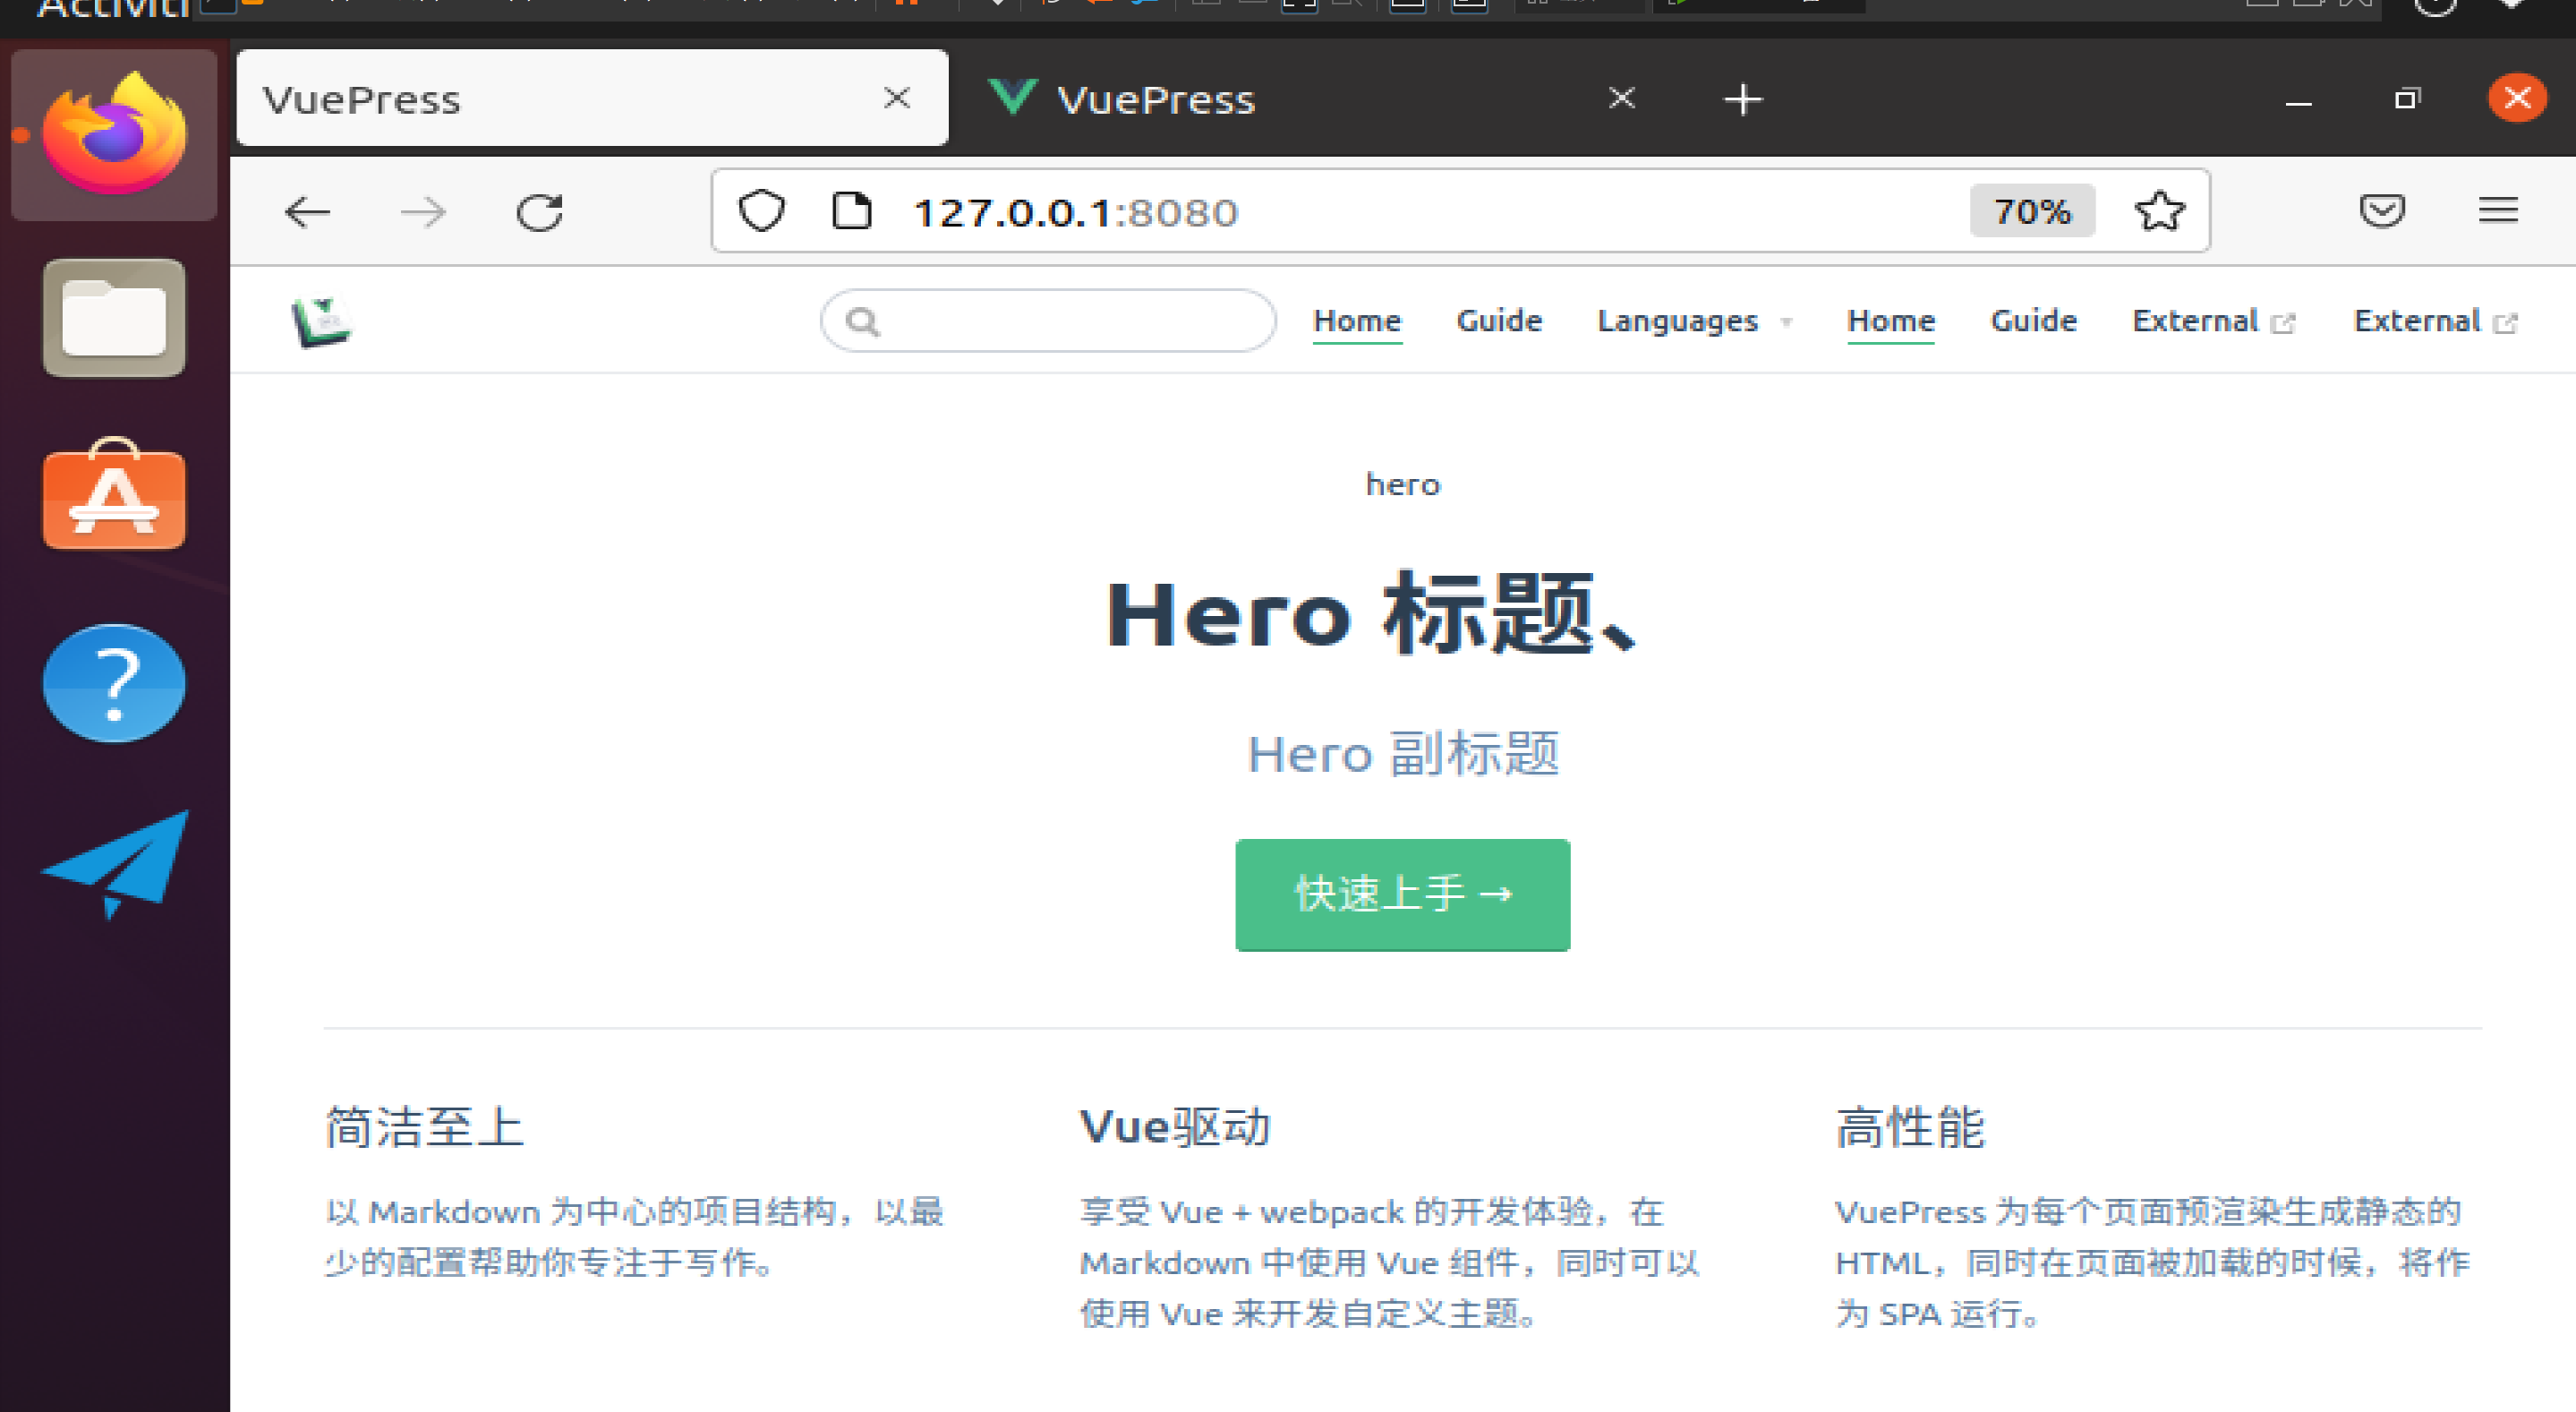 VuePress
VuePress
127.0.0.1:8080
70%
Home Guide Languages Home Guide External External
hero
Hero 标题、
Hero 副标题
快速上手 →
简洁至上
以 Markdown 为中心的项目结构，以最
少的配置帮助你专注于写作。
Vue驱动
享受 Vue + webpack 的开发体验，在
Markdown 中使用 Vue 组件，同时可以
使用 Vue 来开发自定义主题。
高性能
VuePress 为每个页面预渲染生成静态的
HTML，同时在页面被加载的时候，将作
为 SPA 运行。